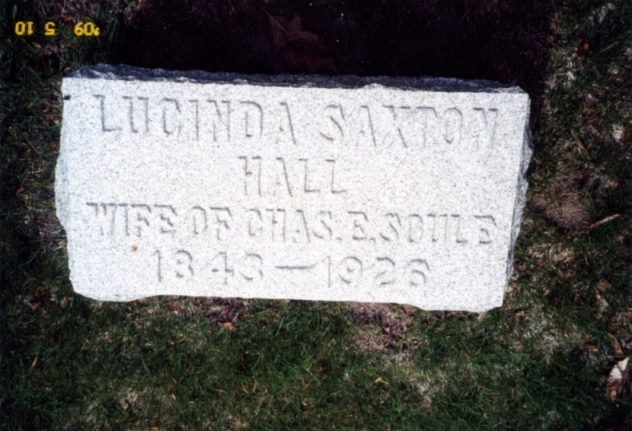 LUCINDA SAXTON
HALL
WIFE OF CHAS. E. SOULE
1843–1926
'09 5 10